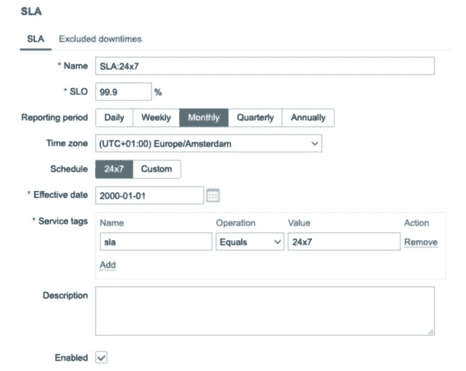 SLA
SLA Excluded downtimes
* Name SLA:24x7
* SLO 99.9 %
Reporting period Daily Weekly Monthly Quarterly Annually
Time zone (UTC+01:00) Europe/Amsterdam
Schedule 24x7 Custom
* Effective date 2000-01-01
* Service tags Name Operation Value Action
sla Equals 24x7 Remove
Add
Description
Enabled